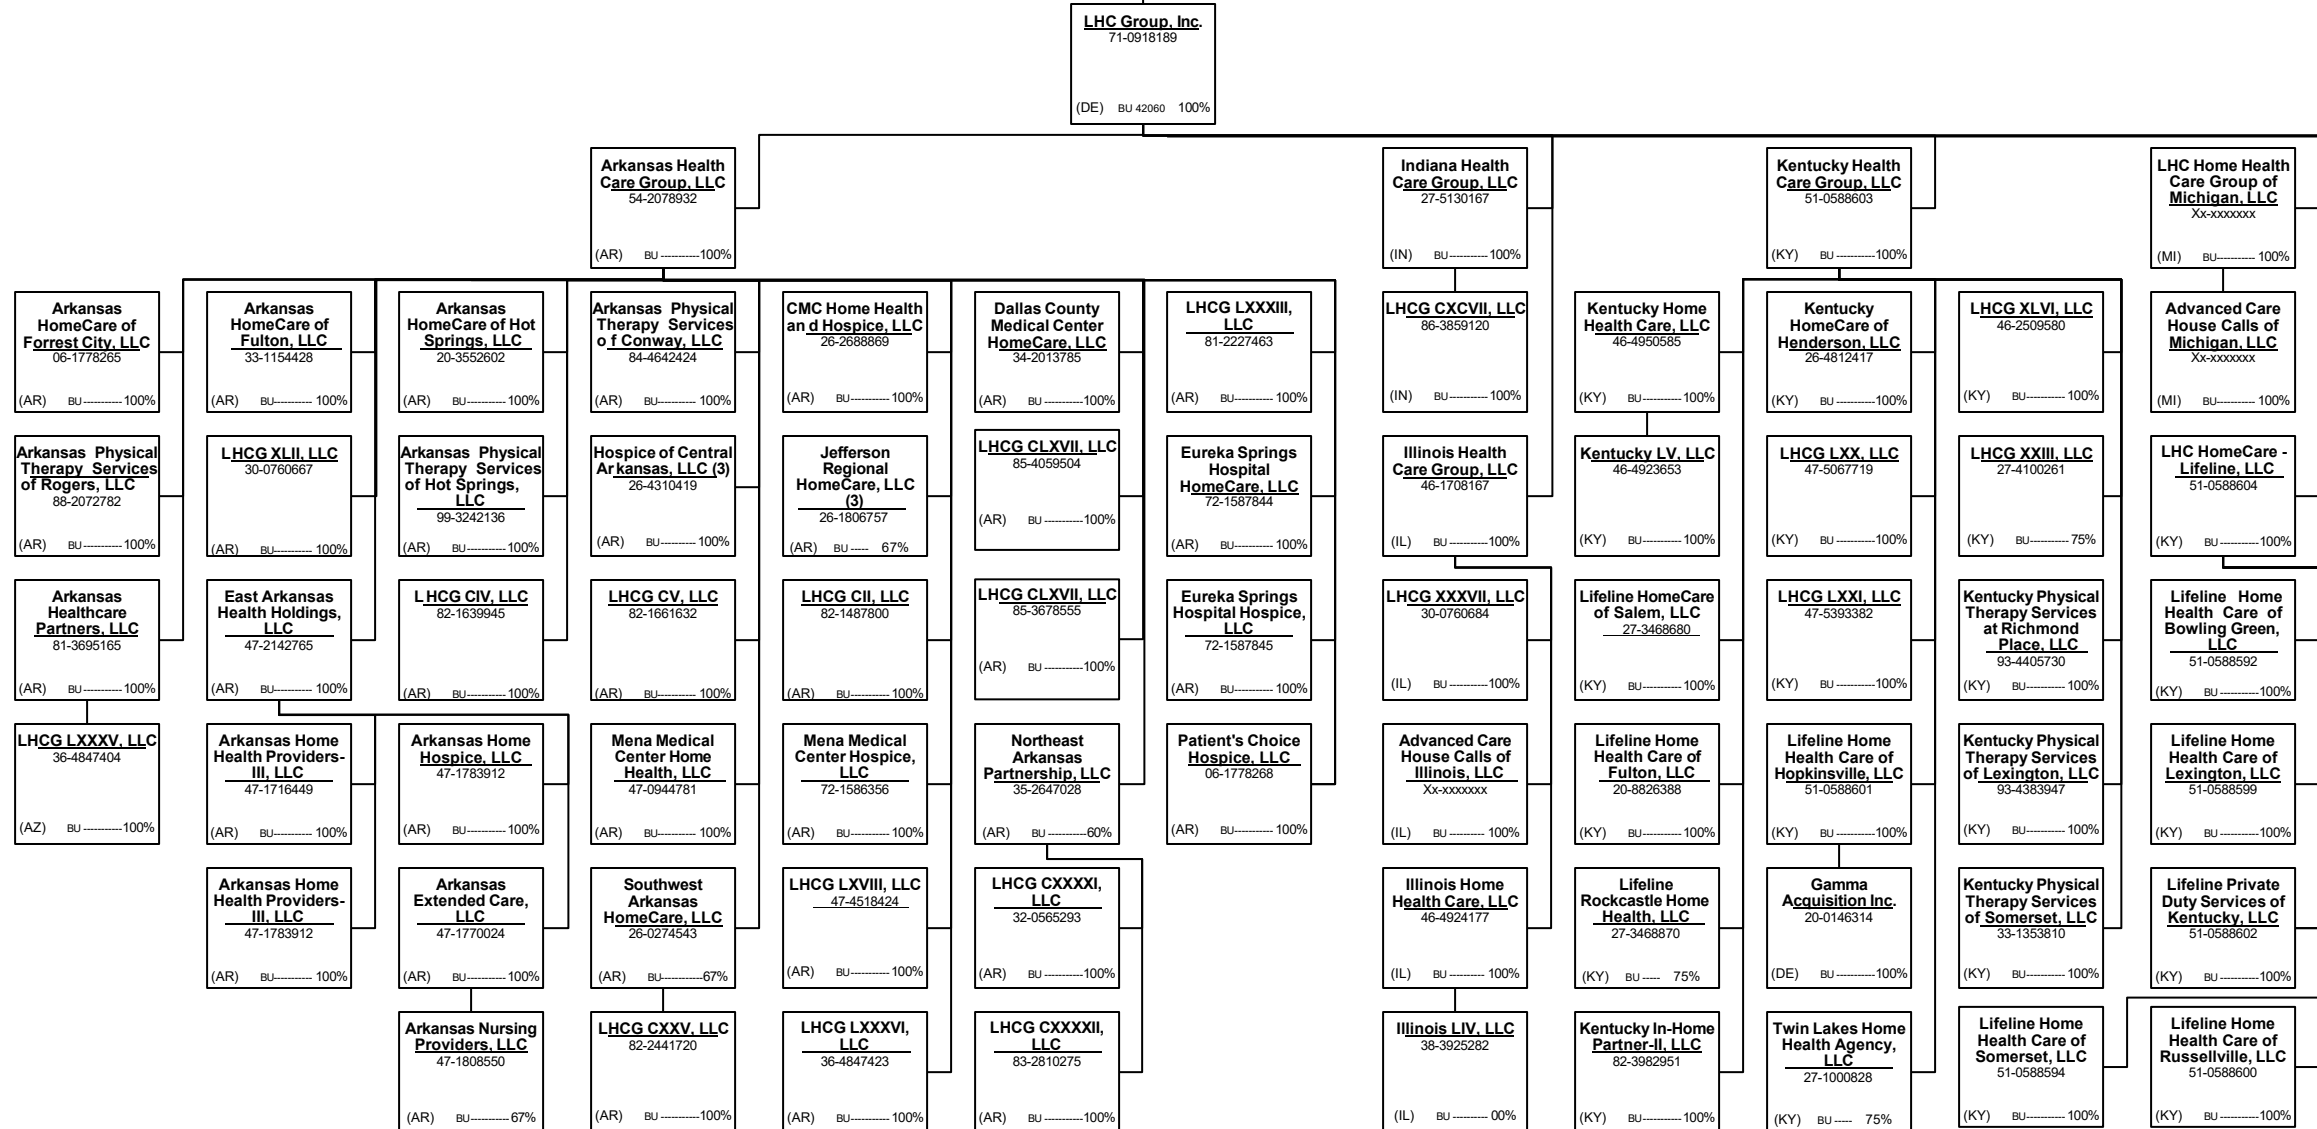 LHC Group, Inc.
71-0918189
(DE) BU 42060 100%
Arkansas Health
Care Group, LLC
54-2078932
(AR) BU -----------100%
Indiana Health
Care Group, LLC
27-5130167
(IN) BU -----------100%
Kentucky Health
Care Group, LLC
51-0588603
(KY) BU -----------100%
LHC Home Health
Care Group of
Michigan, LLC
Xx-xxxxxxx
(MI) BU----------- 100%
Arkansas
HomeCare of
Forrest City, LLC
06-1778265
(AR) BU----------- 100%
Arkansas
HomeCare of
Fulton, LLC
33-1154428
(AR) BU----------- 100%
Arkansas
HomeCare of Hot
Springs, LLC
20-3552602
(AR) BU----------- 100%
Arkansas Physical
Therapy Services
of Conway, LLC
84-4642424
(AR) BU----------- 100%
CMC Home Health
and Hospice, LLC
26-2688869
(AR) BU----------- 100%
Dallas County
Medical Center
HomeCare, LLC
34-2013785
(AR) BU -----------100%
LHCG LXXXIII,
LLC
81-2227463
(AR) BU----------- 100%
LHCG CXCVII, LLC
86-3859120
(IN) BU----------- 100%
Kentucky Home
Health Care, LLC
46-4950585
(KY) BU -----------100%
Kentucky
HomeCare of
Henderson, LLC
26-4812417
(KY) BU -----------100%
LHCG XLVI, LLC
46-2509580
(KY) BU----------- 100%
Advanced Care
House Calls of
Michigan, LLC
Xx-xxxxxxx
(MI) BU----------- 100%
Arkansas Physical
Therapy Services
of Rogers, LLC
88-2072782
(AR) BU----------- 100%
LHCG XLII, LLC
30-0760667
(AR) BU----------- 100%
Arkansas Physical
Therapy Services
of Hot Springs,
LLC
99-3242136
(AR) BU----------- 100%
Hospice of Central
Arkansas, LLC (3)
26-4310419
(AR) BU----------- 100%
Jefferson
Regional
HomeCare, LLC
(3)
26-1806757
(AR) BU ----- 67%
LHCG CLXVII, LLC
85-4059504
(AR) BU -----------100%
Eureka Springs
Hospital
HomeCare, LLC
72-1587844
(AR) BU----------- 100%
Illinois Health
Care Group, LLC
46-1708167
(IL) BU -----------100%
Kentucky LV, LLC
46-4923653
(KY) BU -----------100%
LHCG LXX, LLC
47-5067719
(KY) BU -----------100%
LHCG XXIII, LLC
27-4100261
(KY) BU----------- 75%
LHC HomeCare -
Lifeline, LLC
51-0588604
(KY) BU -----------100%
Arkansas
Healthcare
Partners, LLC
81-3695165
(AR) BU -----------100%
East Arkansas
Health Holdings,
LLC
47-2142765
(AR) BU -----------100%
LHCG CIV, LLC
82-1639945
(AR) BU----------- 100%
LHCG CV, LLC
82-1661632
(AR) BU----------- 100%
LHCG CII, LLC
82-1487800
(AR) BU----------- 100%
LHCG CLXVII, LLC
85-3678555
(AR) BU -----------100%
Eureka Springs
Hospital Hospice,
LLC
72-1587845
(AR) BU----------- 100%
LHCG XXXVII, LLC
30-0760684
(IL) BU -----------100%
Lifeline HomeCare
of Salem, LLC
27-3468680
(KY) BU----------- 100%
LHCG LXXI, LLC
47-5393382
(KY) BU -----------100%
Kentucky Physical
Therapy Services
at Richmond
Place, LLC
93-4405730
(KY) BU----------- 100%
Lifeline Home
Health Care of
Bowling Green,
LLC
51-0588592
(KY) BU -----------100%
LHCG LXXXV, LLC
36-4847404
(AZ) BU -----------100%
Arkansas Home
Health Providers-
III, LLC
47-1716449
(AR) BU----------- 100%
Arkansas Home
Hospice, LLC
47-1783912
(AR) BU----------- 100%
Mena Medical
Center Home
Health, LLC
47-0944781
(AR) BU----------- 100%
Mena Medical
Center Hospice,
LLC
72-1586356
(AR) BU----------- 100%
Northeast
Arkansas
Partnership, LLC
35-2647028
(AR) BU -----------60%
Patient's Choice
Hospice, LLC
06-1778268
(AR) BU----------- 100%
Advanced Care
House Calls of
Illinois, LLC
Xx-xxxxxxx
(IL) BU ---------- 100%
Lifeline Home
Health Care of
Fulton, LLC
20-8826388
(KY) BU----------- 100%
Lifeline Home
Health Care of
Hopkinsville, LLC
51-0588601
(KY) BU -----------100%
Kentucky Physical
Therapy Services
of Lexington, LLC
93-4383947
(KY) BU----------- 100%
Lifeline Home
Health Care of
Lexington, LLC
51-0588599
(KY) BU -----------100%
Arkansas Home
Health Providers-
III, LLC
47-1783912
(AR) BU----------- 100%
Arkansas
Extended Care,
LLC
47-1770024
(AR) BU----------- 100%
Southwest
Arkansas
HomeCare, LLC
26-0274543
(AR) BU-----------67%
LHCG LXVIII, LLC
47-4518424
(AR) BU----------- 100%
LHCG CXXXXI,
LLC
32-0565293
(AR) BU -----------100%
Illinois Home
Health Care, LLC
46-4924177
(IL) BU ---------- 100%
Lifeline
Rockcastle Home
Health, LLC
27-3468870
(KY) BU ----- 75%
Gamma
Acquisition Inc.
20-0146314
(DE) BU -----------100%
Kentucky Physical
Therapy Services
of Somerset, LLC
33-1353810
(KY) BU----------- 100%
Lifeline Private
Duty Services of
Kentucky, LLC
51-0588602
(KY) BU -----------100%
Arkansas Nursing
Providers, LLC
47-1808550
(AR) BU----------- 67%
LHCG CXXV, LLC
82-2441720
(AR) BU -----------100%
LHCG LXXXVI,
LLC
36-4847423
(AR) BU----------- 100%
LHCG CXXXXII,
LLC
83-2810275
(AR) BU -----------100%
Illinois LIV, LLC
38-3925282
(IL) BU ---------- 00%
Kentucky In-Home
Partner-II, LLC
82-3982951
(KY) BU -----------100%
Twin Lakes Home
Health Agency,
LLC
27-1000828
(KY) BU ----- 75%
Lifeline Home
Health Care of
Somerset, LLC
51-0588594
(KY) BU----------- 100%
Lifeline Home
Health Care of
Russellville, LLC
51-0588600
(KY) BU -----------100%